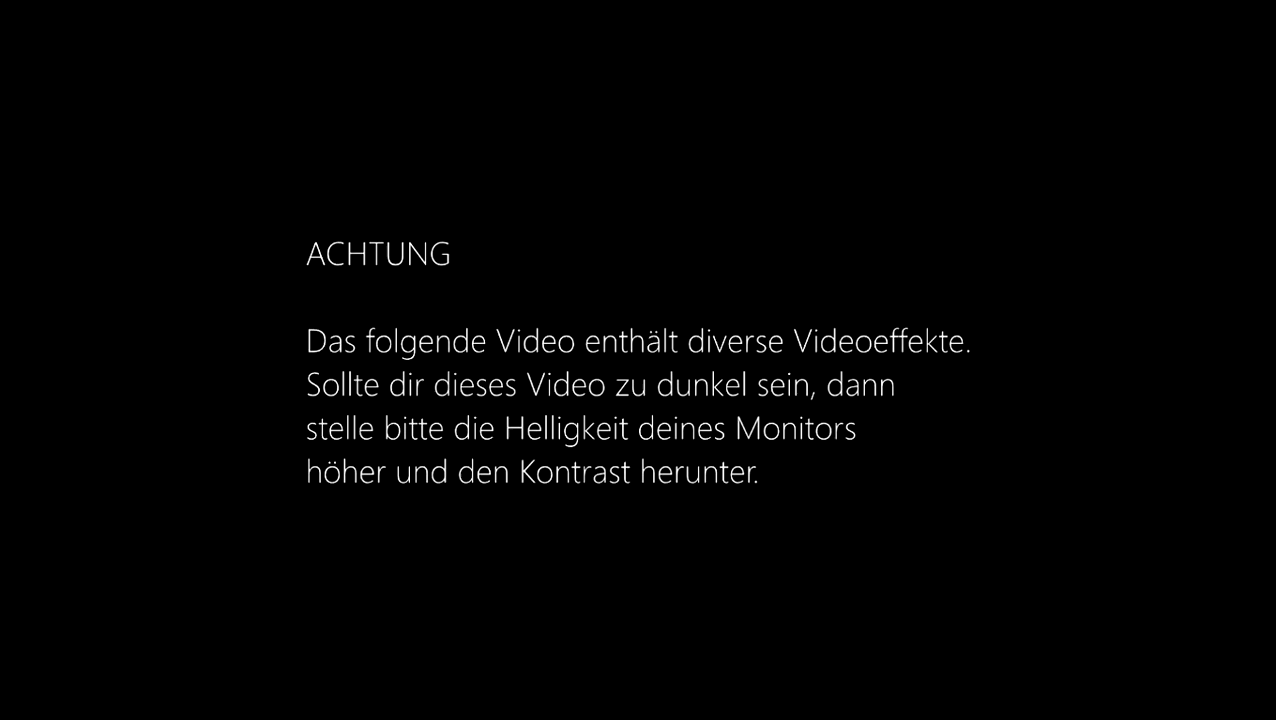 ACHTUNG
Das folgende Video enthält diverse Videoeffekte.
Sollte dir dieses Video zu dunkel sein, dann
stelle bitte die Helligkeit deines Monitors
höher und den Kontrast herunter.